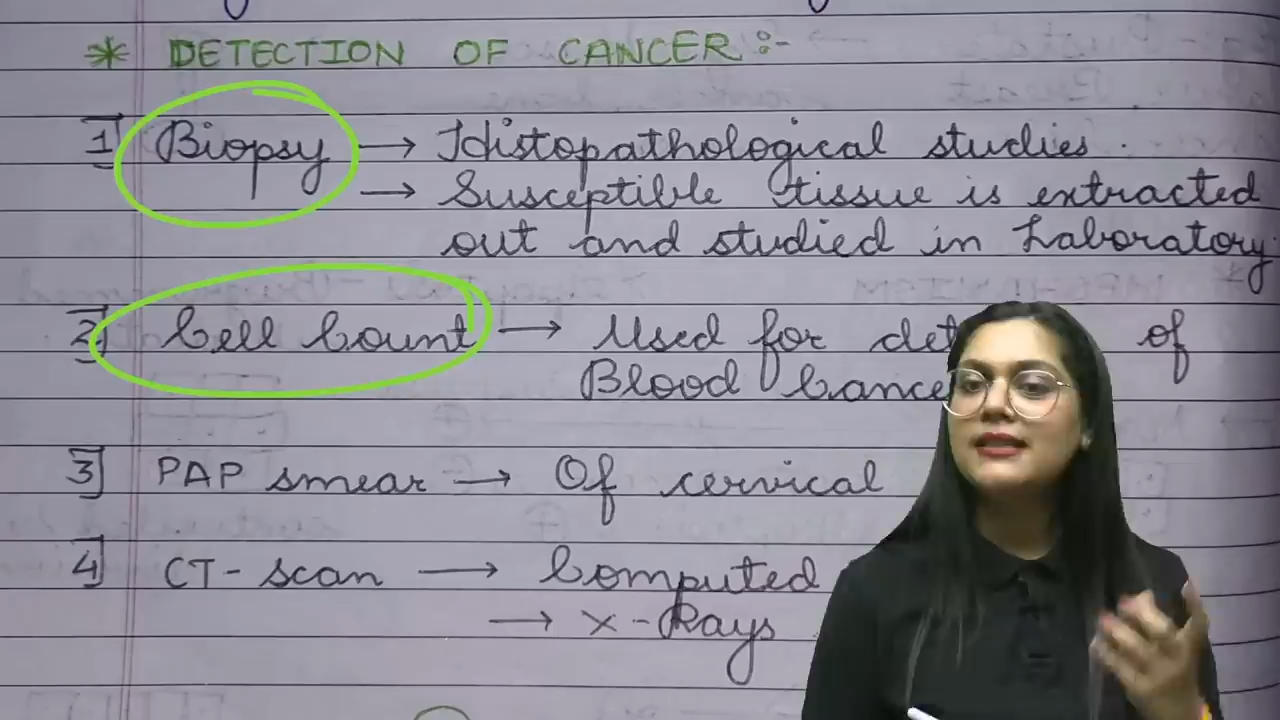 * DETECTION OF CANCER :-
1] Biopsy → Histopathological studies.
→ Susceptible tissue is extracted
out and studied in Laboratory.
2] Cell Count → Used for det of
Blood Cance
3] PAP smear → Of cervical
4] CT-scan → Computed
→ X-Rays